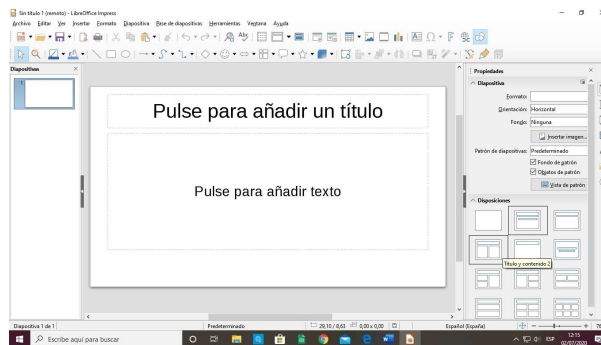 Sin título 1 (remoto) - LibreOffice Impress
Archivo Editar Ver Insertar Formato Diapositiva Pase de diapositivas Herramientas Ventana Ayuda
Diapositivas
1
Pulse para añadir un título
Pulse para añadir texto
Propiedades
Diapositiva
Formato:
Orientación: Horizontal
Fondo: Ninguna
Insertar imagen...
Patrón de diapositivas: Predeterminado
Fondo de patrón
Objetos de patrón
Vista de patrón
Disposiciones
Título y contenido 2
Diapositiva 1 de 1 Predeterminado 29,10 / 8,63 0,00 x 0,00 Español (España)
Escribe aquí para buscar
ESP
12:15
02/07/2020